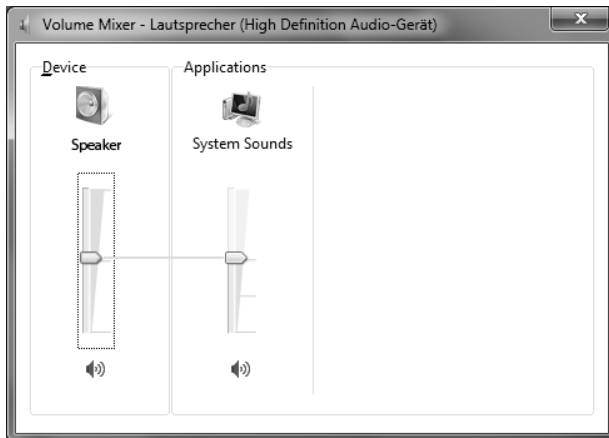 Volume Mixer - Lautsprecher (High Definition Audio-Gerät)
Device
Applications
Speaker
System Sounds